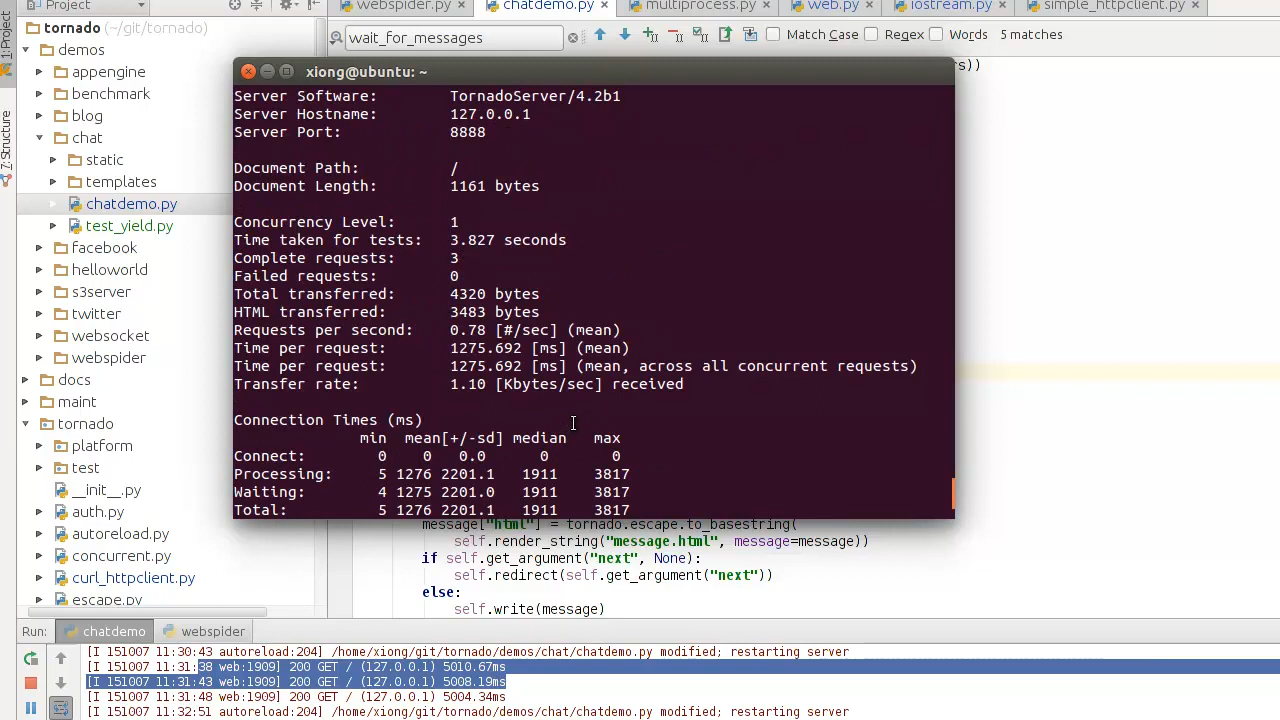 Project
webspider.py
chatdemo.py
multiprocess.py
web.py
iostream.py
simple_httpclient.py
1: Project
7: Structure
tornado (~/git/tornado)
demos
appengine
benchmark
blog
chat
static
templates
chatdemo.py
test_yield.py
facebook
helloworld
s3server
twitter
websocket
webspider
docs
maint
tornado
platform
test
__init__.py
auth.py
autoreload.py
concurrent.py
curl_httpclient.py
escape.py
wait_for_messages
Match Case
Regex
Words
5 matches
s))
xiong@ubuntu: ~
Server Software: TornadoServer/4.2b1
Server Hostname: 127.0.0.1
Server Port: 8888
Document Path: /
Document Length: 1161 bytes
Concurrency Level: 1
Time taken for tests: 3.827 seconds
Complete requests: 3
Failed requests: 0
Total transferred: 4320 bytes
HTML transferred: 3483 bytes
Requests per second: 0.78 [#/sec] (mean)
Time per request: 1275.692 [ms] (mean)
Time per request: 1275.692 [ms] (mean, across all concurrent requests)
Transfer rate: 1.10 [Kbytes/sec] received
Connection Times (ms)
min mean[+/-sd] median max
Connect: 0 0 0.0 0 0
Processing: 5 1276 2201.1 1911 3817
Waiting: 4 1275 2201.0 1911 3817
Total: 5 1276 2201.1 1911 3817
message["html"] = tornado.escape.to_basestring(
self.render_string("message.html", message=message))
if self.get_argument("next", None):
self.redirect(self.get_argument("next"))
else:
self.write(message)
Run: chatdemo webspider
[I 151007 11:30:43 autoreload:204] /home/xiong/git/tornado/demos/chat/chatdemo.py modified; restarting server
[I 151007 11:31:38 web:1909] 200 GET / (127.0.0.1) 5010.67ms
[I 151007 11:31:43 web:1909] 200 GET / (127.0.0.1) 5008.19ms
[I 151007 11:31:48 web:1909] 200 GET / (127.0.0.1) 5004.34ms
[I 151007 11:32:51 autoreload:204] /home/xiong/git/tornado/demos/chat/chatdemo.py modified; restarting server